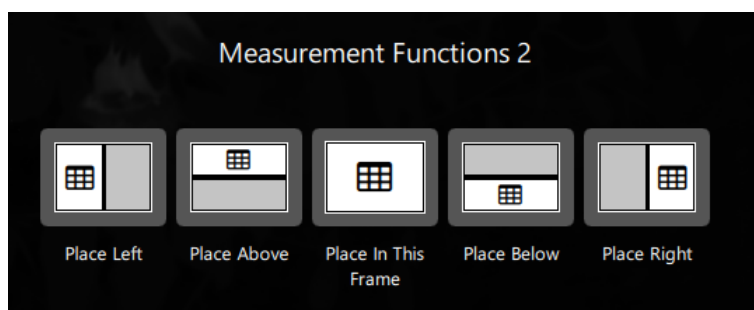 Measurement Functions 2
Place Left
Place Above
Place In This
Frame
Place Below
Place Right